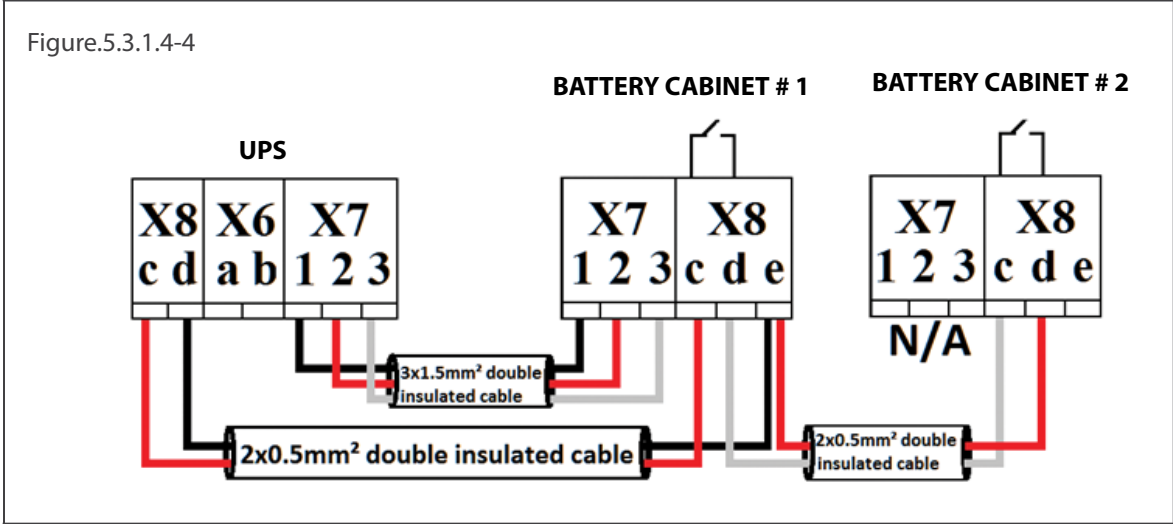 Figure.5.3.1.4-4
BATTERY CABINET # 1
BATTERY CABINET # 2
UPS
X8 X6 X7
c d a b 1 2 3
X7 X8
1 2 3 c d e
X7 X8
1 2 3 c d e
N/A
3x1.5mm² double
insulated cable
2x0.5mm² double insulated cable
2x0.5mm² double
insulated cable